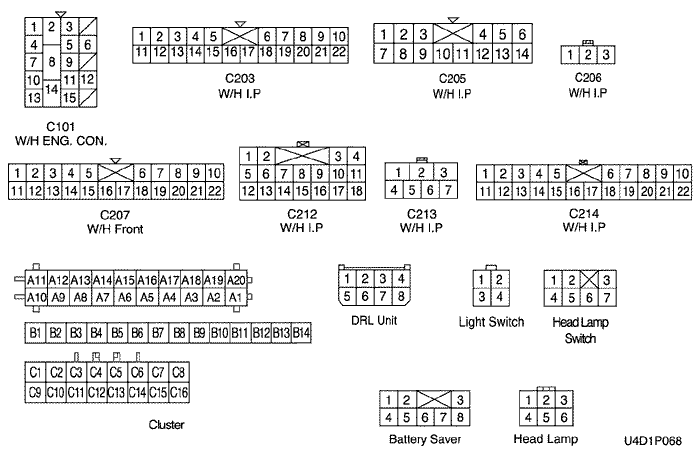 1 2 3
4 5 6
7 8 9
10 11 12
13 14 15
C101
W/H ENG. CON.
1 2 3 4 5 6 7 8 9 10
11 12 13 14 15 16 17 18 19 20 21 22
C203
W/H I.P
1 2 3 4 5 6
7 8 9 10 11 12 13 14
C205
W/H I.P
1 2 3
C206
W/H I.P
1 2 3 4 5 6 7 8 9 10
11 12 13 14 15 16 17 18 19 20 21 22
C207
W/H Front
1 2 3 4
5 6 7 8 9 10 11
12 13 14 15 16 17 18
C212
W/H I.P
1 2 3
4 5 6 7
C213
W/H I.P
1 2 3 4 5 6 7 8 9 10
11 12 13 14 15 16 17 18 19 20 21 22
C214
W/H I.P
A11 A12 A13 A14 A15 A16 A17 A18 A19 A20
A10 A9 A8 A7 A6 A5 A4 A3 A2 A1
B1 B2 B3 B4 B5 B6 B7 B8 B9 B10 B11 B12 B13 B14
C1 C2 C3 C4 C5 C6 C7 C8
C9 C10 C11 C12 C13 C14 C15 C16
Cluster
1 2 3 4
5 6 7 8
DRL Unit
1 2
3 4
Light Switch
1 2 3
4 5 6 7
Head Lamp
Switch
1 2 3
4 5 6 7 8
Battery Saver
1 2 3
4 5 6
Head Lamp
U4D1P068